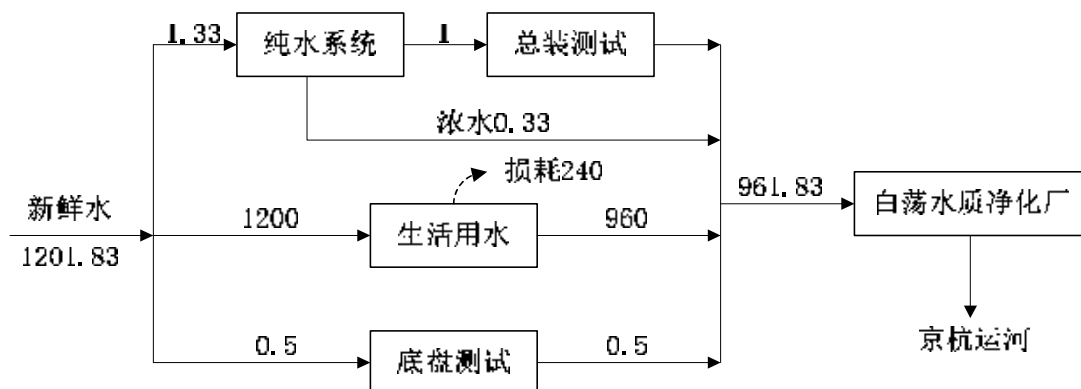 1.33
纯水系统
1
总装测试
浓水0.33
损耗240
新鲜水
1201.83
1200
生活用水
960
961.83
白荡水质净化厂
0.5
底盘测试
0.5
京杭运河